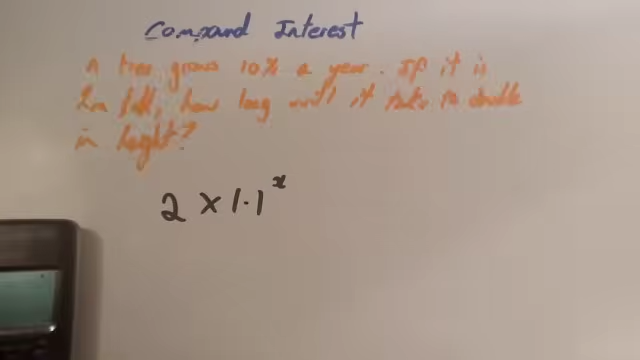 Compound Interest
A tree grows 10% a year. If it is
2m tall, how long will it take to double
in height?
2 × 1.1ˣ